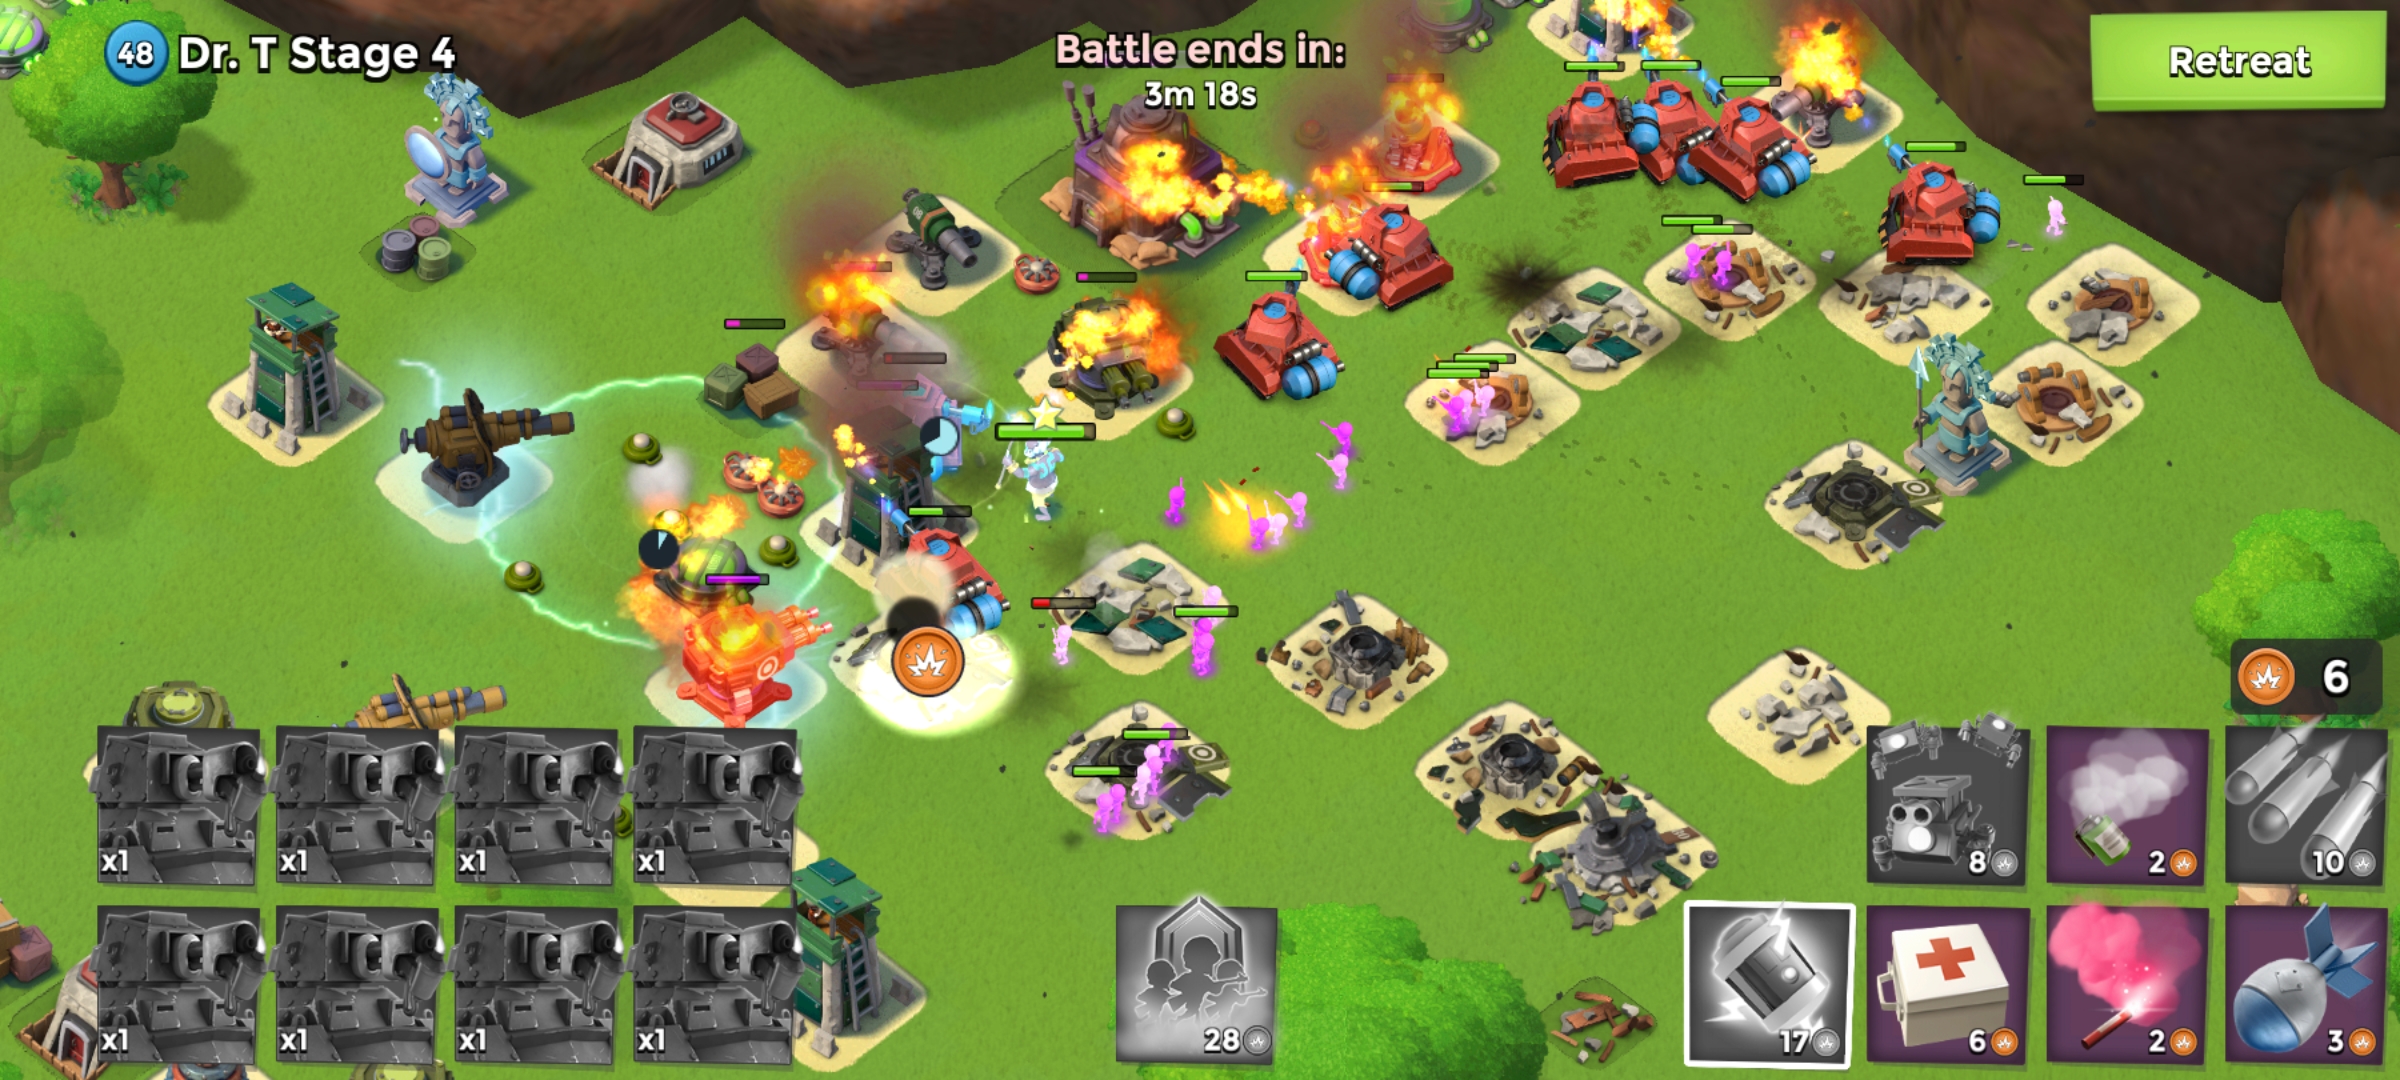 48 Dr. T Stage 4
Battle ends in:
3m 18s
Retreat
6
x1 x1 x1 x1
8 2 10
x1 x1 x1 x1
28 17 6 2 3